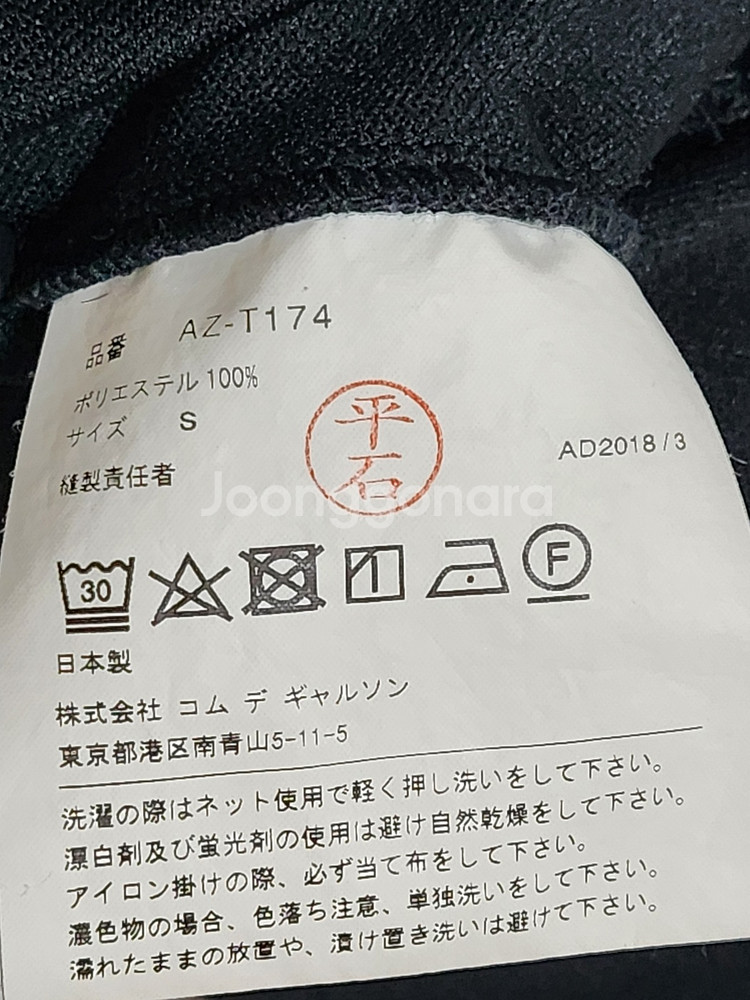 品番 AZ-T174
ポリエステル 100%
サイズ S
平石
AD2018/3
縫製責任者
Joonggonara
30
F
日本製
株式会社 コム デ ギャルソン
東京都港区南青山5-11-5
洗濯の際はネット使用で軽く押し洗いをして下さい。
漂白剤及び蛍光剤の使用は避け自然乾燥をして下さい。
アイロン掛けの際、必ず当て布をして下さい。
濃色物の場合、色落ち注意、単独洗いをして下さい。
濡れたままの放置や、漬け置き洗いは避けて下さい。